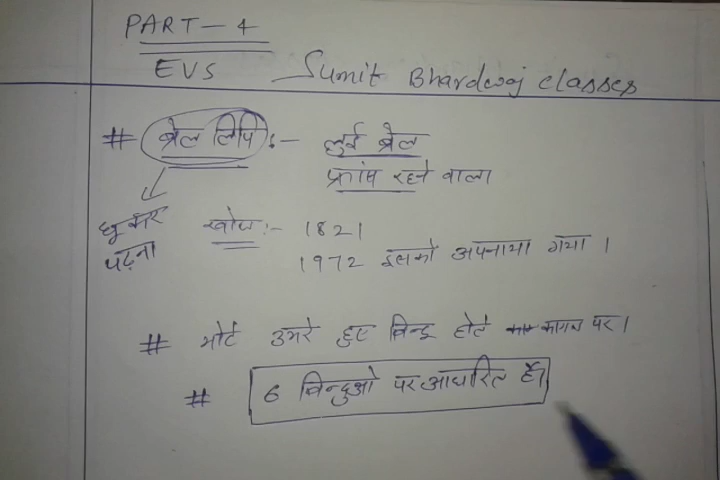 PART-4
EVS Sumit Bhardwaj classes
# ब्रेल लिपि :- लुई ब्रेल
फ्रांस रहने वाला
छूकर
पढ़ना
खोज :- 1821
1972 इसको अपनाया गया।
# मोटे उभरे हुए बिन्दु होते कागज पर।
# 6 बिन्दुओ पर आधारित है।